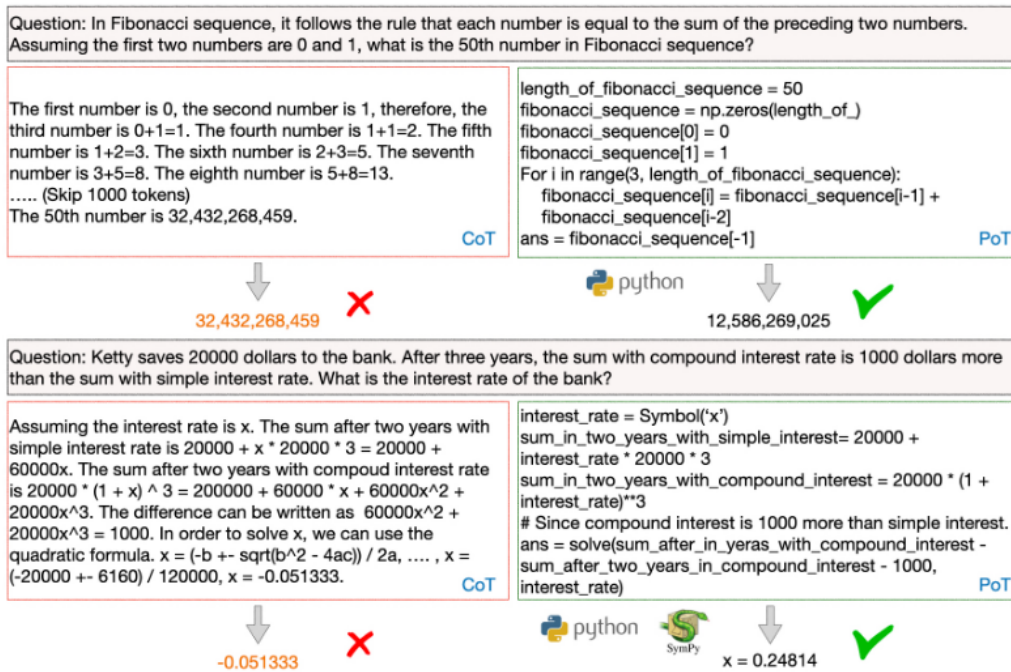 Question: In Fibonacci sequence, it follows the rule that each number is equal to the sum of the preceding two numbers.
Assuming the first two numbers are 0 and 1, what is the 50th number in Fibonacci sequence?
The first number is 0, the second number is 1, therefore, the
third number is 0+1=1. The fourth number is 1+1=2. The fifth
number is 1+2=3. The sixth number is 2+3=5. The seventh
number is 3+5=8. The eighth number is 5+8=13.
..... (Skip 1000 tokens)
The 50th number is 32,432,268,459.
CoT
length_of_fibonacci_sequence = 50
fibonacci_sequence = np.zeros(length_of_)
fibonacci_sequence[0] = 0
fibonacci_sequence[1] = 1
For i in range(3, length_of_fibonacci_sequence):
fibonacci_sequence[i] = fibonacci_sequence[i-1] +
fibonacci_sequence[i-2]
ans = fibonacci_sequence[-1]
PoT
python
32,432,268,459
12,586,269,025
Question: Ketty saves 20000 dollars to the bank. After three years, the sum with compound interest rate is 1000 dollars more
than the sum with simple interest rate. What is the interest rate of the bank?
Assuming the interest rate is x. The sum after two years with
simple interest rate is 20000 + x * 20000 * 3 = 20000 +
60000x. The sum after two years with compoud interest rate
is 20000 * (1 + x) ^ 3 = 200000 + 60000 * x + 60000x^2 +
20000x^3. The difference can be written as 60000x^2 +
20000x^3 = 1000. In order to solve x, we can use the
quadratic formula. x = (-b +- sqrt(b^2 - 4ac)) / 2a, .... , x =
(-20000 +- 6160) / 120000, x = -0.051333.
CoT
interest_rate = Symbol('x')
sum_in_two_years_with_simple_interest= 20000 +
interest_rate * 20000 * 3
sum_in_two_years_with_compound_interest = 20000 * (1 +
interest_rate)**3
# Since compound interest is 1000 more than simple interest.
ans = solve(sum_after_in_yeras_with_compound_interest -
sum_after_two_years_in_compound_interest - 1000,
interest_rate)
PoT
python
SymPy
-0.051333
x = 0.24814